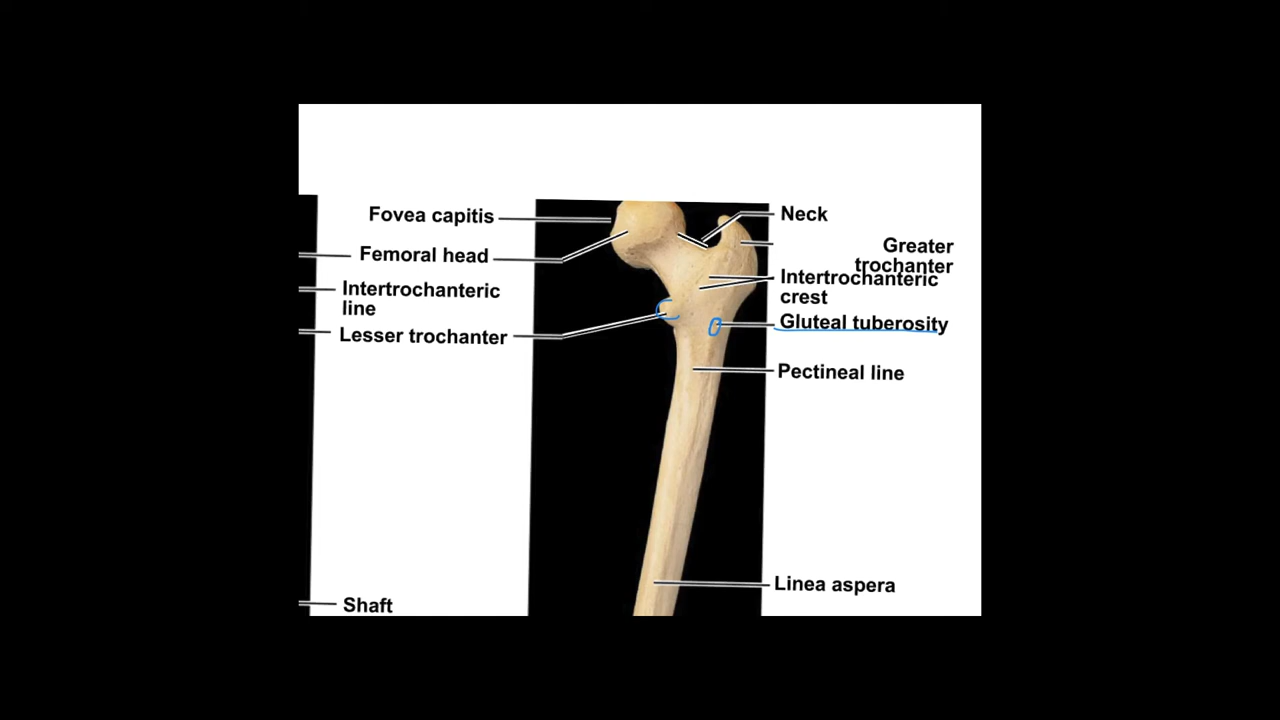 Fovea capitis
Femoral head
Intertrochanteric
line
Lesser trochanter
Shaft
Neck
Greater
trochanter
Intertrochanteric
crest
Gluteal tuberosity
Pectineal line
Linea aspera